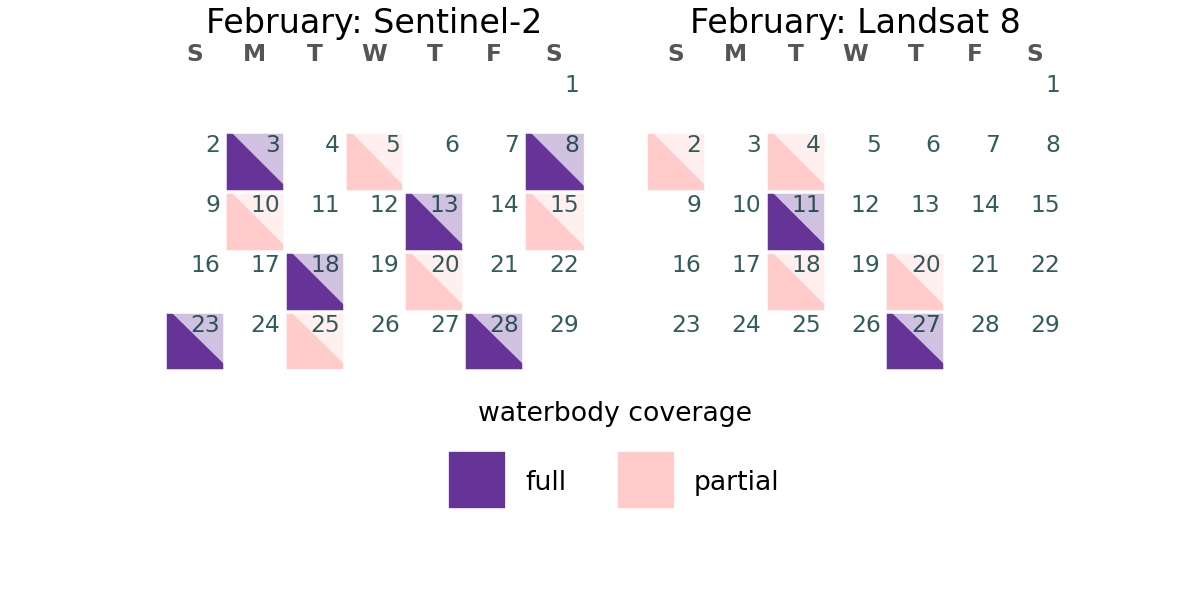 February: Sentinel-2
S M T W T F S
1
2 3 4 5 6 7 8
9 10 11 12 13 14 15
16 17 18 19 20 21 22
23 24 25 26 27 28 29
February: Landsat 8
S M T W T F S
1
2 3 4 5 6 7 8
9 10 11 12 13 14 15
16 17 18 19 20 21 22
23 24 25 26 27 28 29
waterbody coverage
full partial